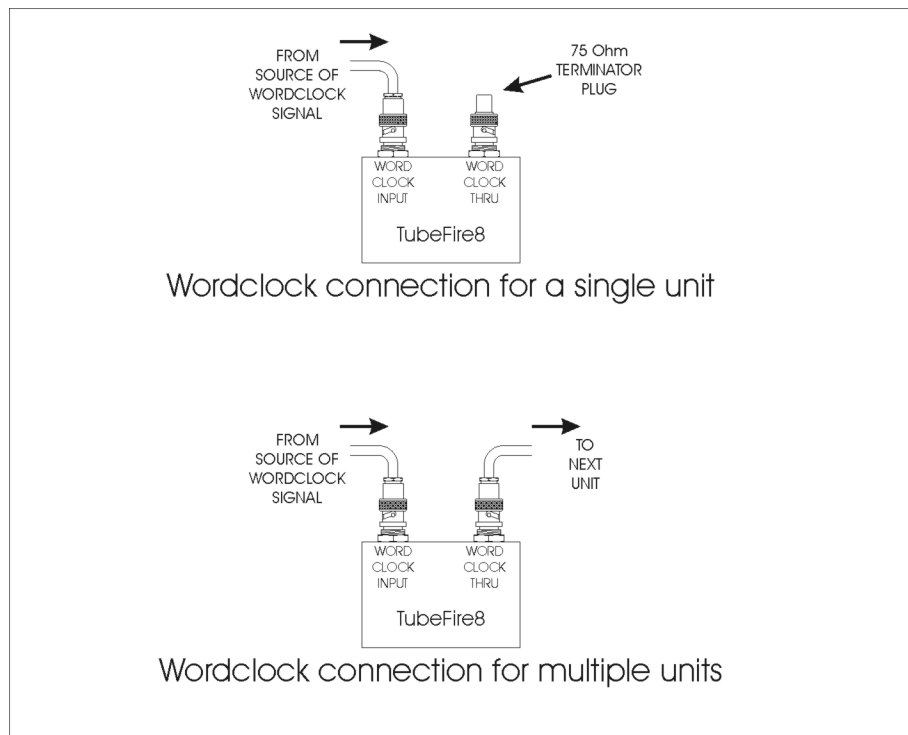 FROM
SOURCE OF
WORDCLOCK
SIGNAL
75 Ohm
TERMINATOR
PLUG
WORD
CLOCK
INPUT
WORD
CLOCK
THRU
TubeFire8
Wordclock connection for a single unit
FROM
SOURCE OF
WORDCLOCK
SIGNAL
TO
NEXT
UNIT
WORD
CLOCK
INPUT
WORD
CLOCK
THRU
TubeFire8
Wordclock connection for multiple units